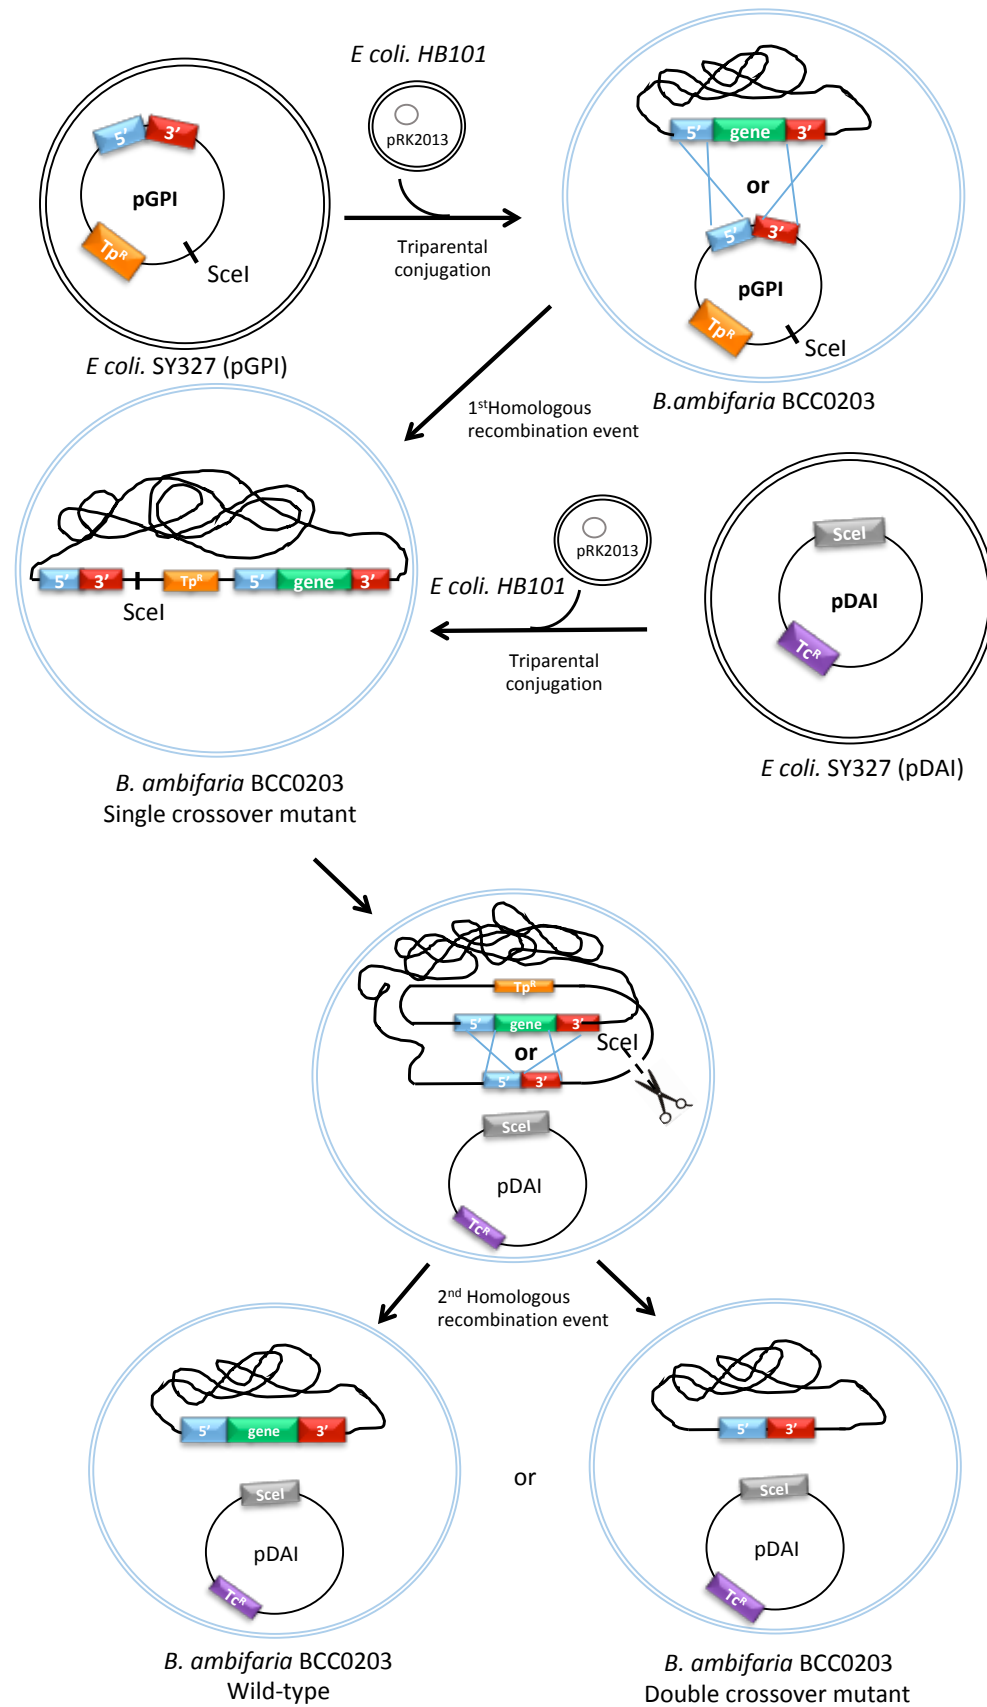 E coli. HB101
pRK2013
5’ 3’
pGPI
TpR
SceI
E coli. SY327 (pGPI)
Triparental
conjugation
5’ gene 3’
or
5’ 3’
pGPI
TpR
SceI
B.ambifaria BCC0203
1stHomologous
recombination event
5’ 3’ TpR 5’ gene 3’
SceI
B. ambifaria BCC0203
Single crossover mutant
pRK2013
E coli. HB101
Triparental
conjugation
SceI
pDAI
TcR
E coli. SY327 (pDAI)
TpR
5’ gene 3’
SceI
or
5’ 3’
SceI
pDAI
TcR
2nd Homologous
recombination event
5’ gene 3’
SceI
pDAI
TcR
B. ambifaria BCC0203
Wild-type
or
5’ 3’
SceI
pDAI
TcR
B. ambifaria BCC0203
Double crossover mutant